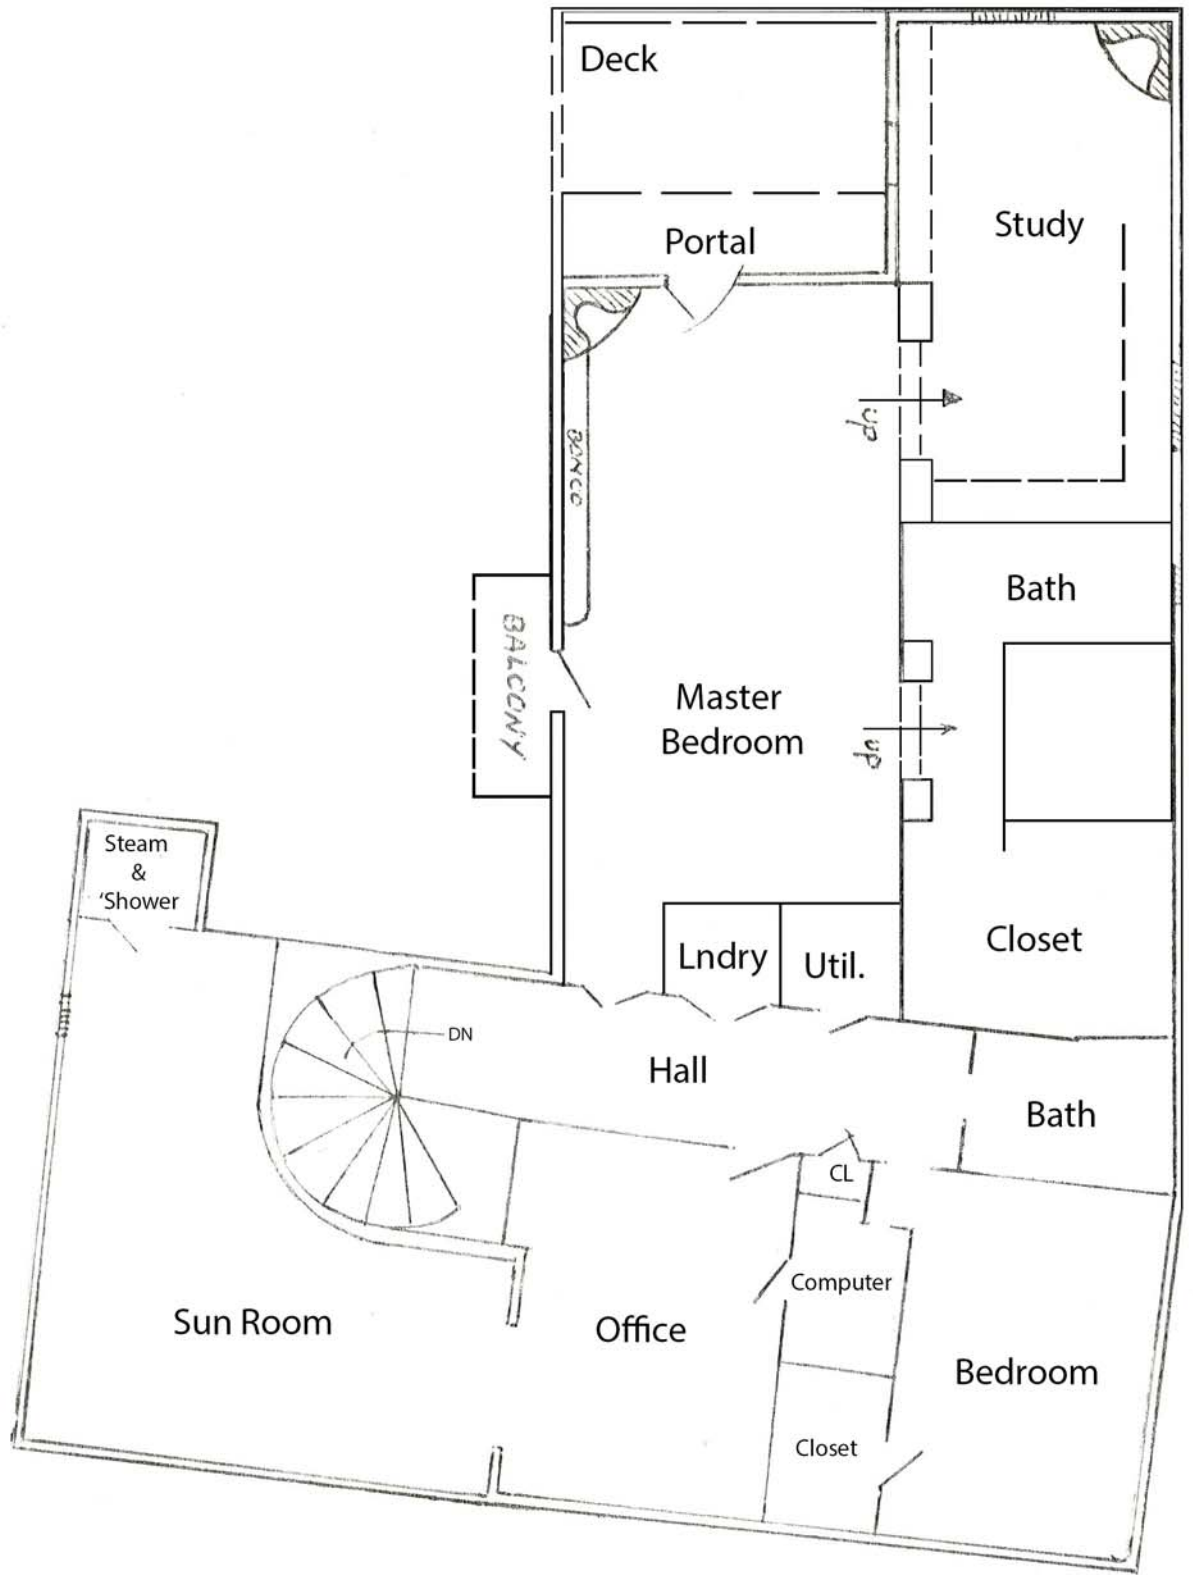 Deck
Study
Portal
up
BANCO
Bath
BALCONY
Master
Bedroom
up
Steam
&
'Shower
Lndry
Util.
Closet
DN
Hall
Bath
CL
Computer
Sun Room
Office
Bedroom
Closet